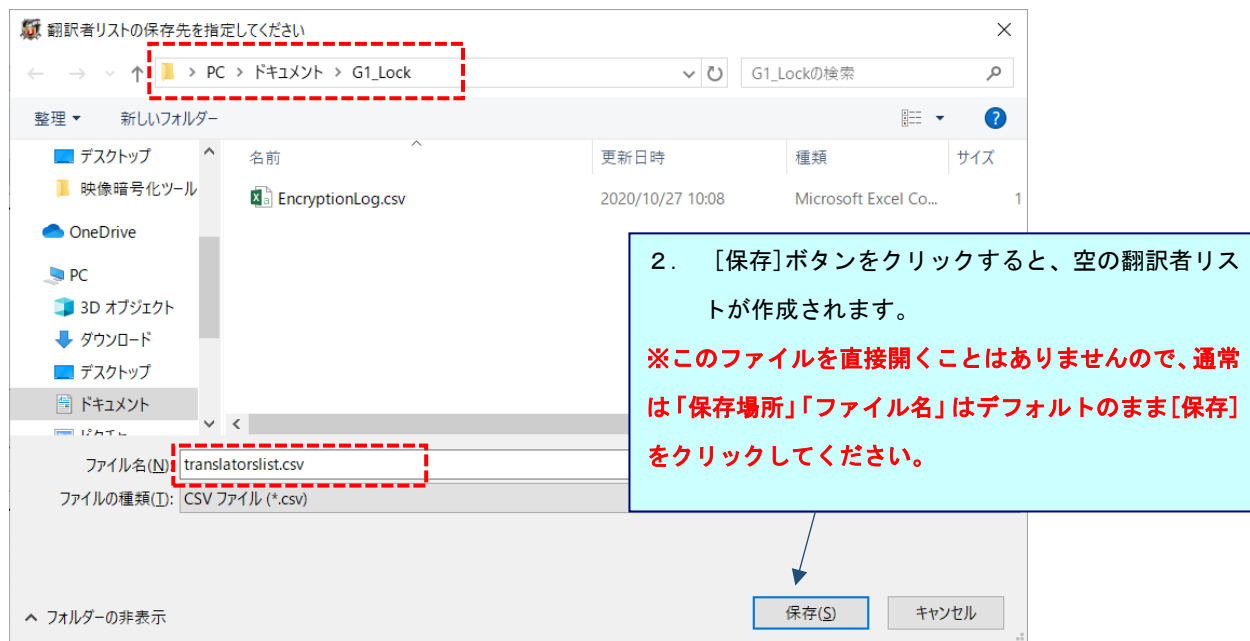 翻訳者リストの保存先を指定してください
PC > ドキュメント > G1_Lock
G1_Lockの検索
整理 新しいフォルダー
名前 更新日時 種類 サイズ
デスクトップ
映像暗号化ツール
EncryptionLog.csv 2020/10/27 10:08 Microsoft Excel Co... 1
OneDrive
PC
3D オブジェクト
ダウンロード
デスクトップ
ドキュメント
2. [保存]ボタンをクリックすると、空の翻訳者リス
トが作成されます。
※このファイルを直接開くことはありませんので、通常
は「保存場所」「ファイル名」はデフォルトのまま[保存]
をクリックしてください。
ファイル名(N): translatorslist.csv
ファイルの種類(T): CSV ファイル (*.csv)
フォルダーの非表示
保存(S) キャンセル